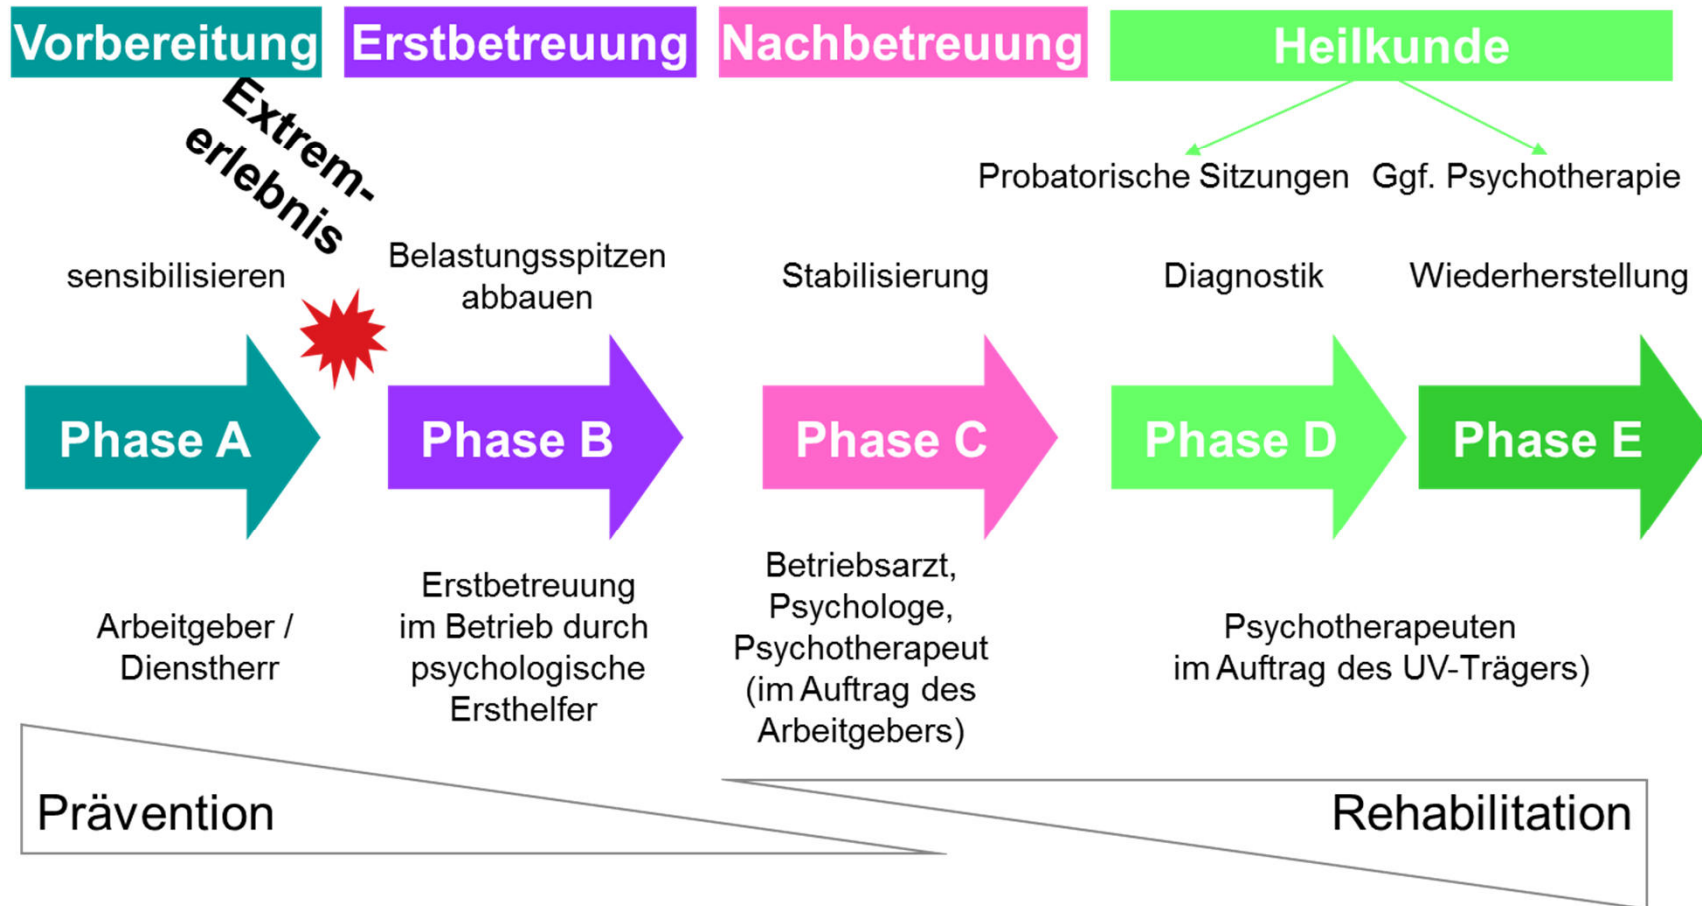 Vorbereitung
Erstbetreuung
Nachbetreuung
Heilkunde
Extrem-
erlebnis
Probatorische Sitzungen
Ggf. Psychotherapie
sensibilisieren
Belastungsspitzen
abbauen
Stabilisierung
Diagnostik
Wiederherstellung
Phase A
Phase B
Phase C
Phase D
Phase E
Arbeitgeber /
Dienstherr
Erstbetreuung
im Betrieb durch
psychologische
Ersthelfer
Betriebsarzt,
Psychologe,
Psychotherapeut
(im Auftrag des
Arbeitgebers)
Psychotherapeuten
im Auftrag des UV-Trägers)
Prävention
Rehabilitation